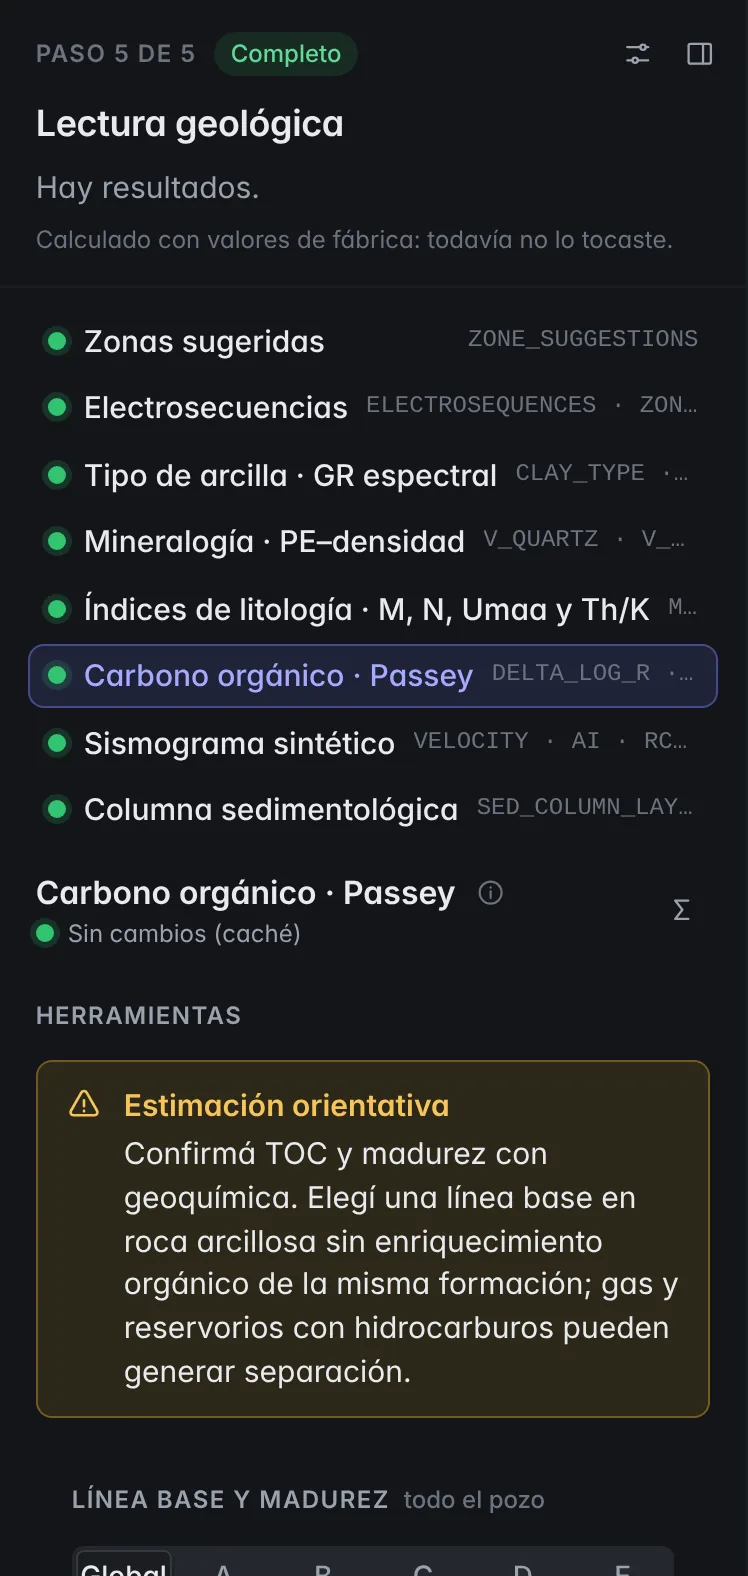 PASO 5 DE 5 Completo
Lectura geológica
Hay resultados.
Calculado con valores de fábrica: todavía no lo tocaste.
Zonas sugeridas ZONE_SUGGESTIONS
Electrosecuencias ELECTROSEQUENCES · ZON…
Tipo de arcilla · GR espectral CLAY_TYPE ·…
Mineralogía · PE–densidad V_QUARTZ · V_…
Índices de litología · M, N, Umaa y Th/K M…
Carbono orgánico · Passey DELTA_LOG_R ·…
Sismograma sintético VELOCITY · AI · RC…
Columna sedimentológica SED_COLUMN_LAY…
Carbono orgánico · Passey
Σ
Sin cambios (caché)
HERRAMIENTAS
Estimación orientativa
Confirmá TOC y madurez con
geoquímica. Elegí una línea base en
roca arcillosa sin enriquecimiento
orgánico de la misma formación; gas y
reservorios con hidrocarburos pueden
generar separación.
LÍNEA BASE Y MADUREZ todo el pozo
Global A B C D